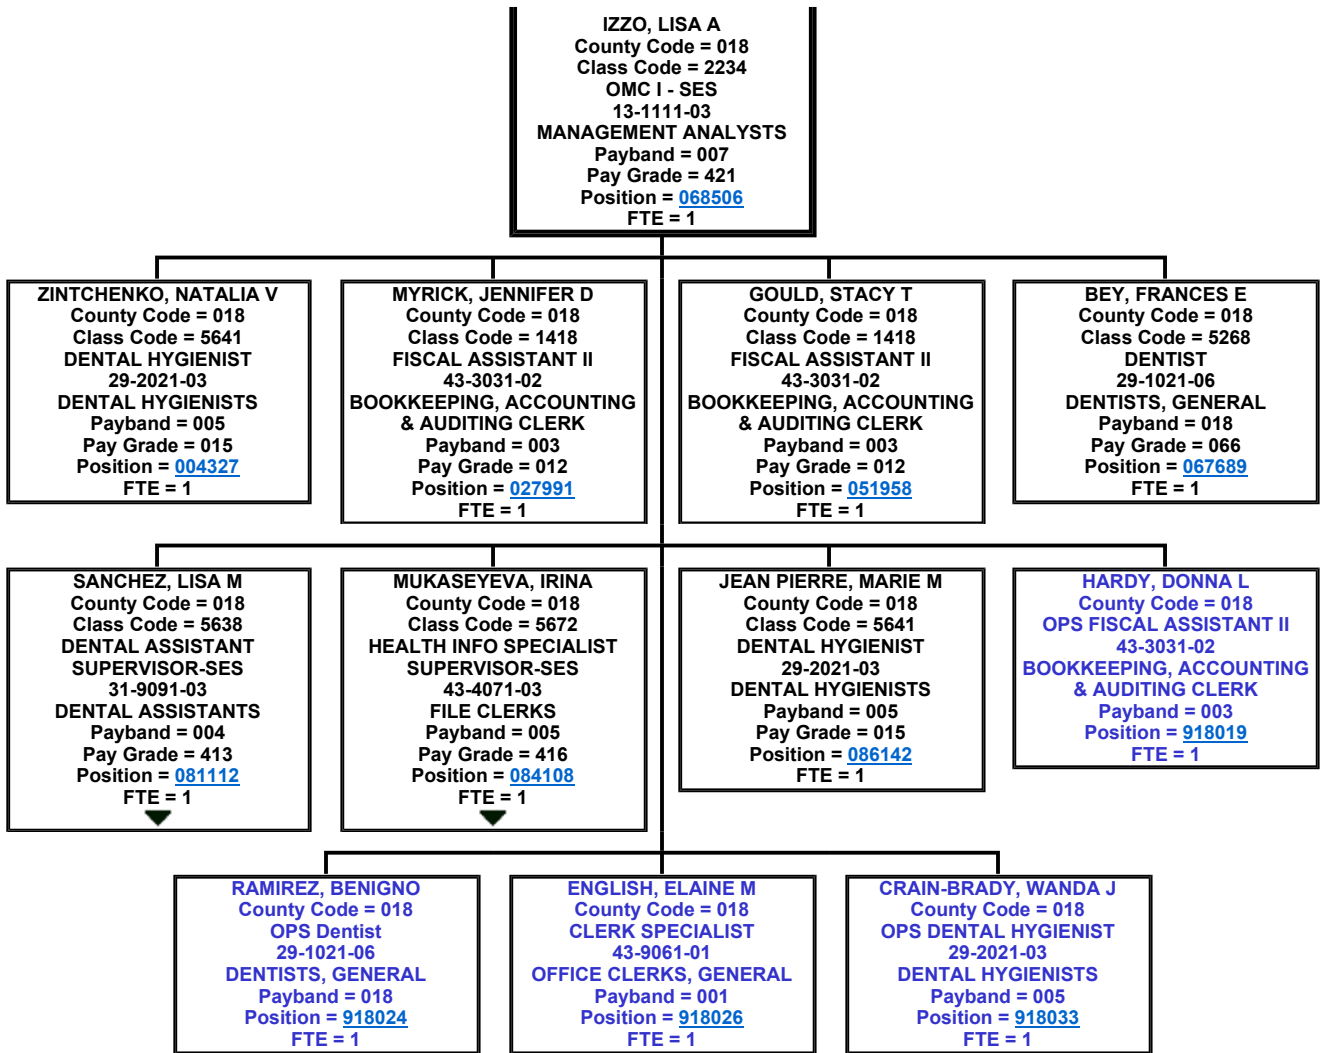 IZZO, LISA A
County Code = 018
Class Code = 2234
OMC I - SES
13-1111-03
MANAGEMENT ANALYSTS
Payband = 007
Pay Grade = 421
Position = 068506
FTE = 1
ZINTCHENKO, NATALIA V
County Code = 018
Class Code = 5641
DENTAL HYGIENIST
29-2021-03
DENTAL HYGIENISTS
Payband = 005
Pay Grade = 015
Position = 004327
FTE = 1
MYRICK, JENNIFER D
County Code = 018
Class Code = 1418
FISCAL ASSISTANT II
43-3031-02
BOOKKEEPING, ACCOUNTING
& AUDITING CLERK
Payband = 003
Pay Grade = 012
Position = 027991
FTE = 1
GOULD, STACY T
County Code = 018
Class Code = 1418
FISCAL ASSISTANT II
43-3031-02
BOOKKEEPING, ACCOUNTING
& AUDITING CLERK
Payband = 003
Pay Grade = 012
Position = 051958
FTE = 1
BEY, FRANCES E
County Code = 018
Class Code = 5268
DENTIST
29-1021-06
DENTISTS, GENERAL
Payband = 018
Pay Grade = 066
Position = 067689
FTE = 1
SANCHEZ, LISA M
County Code = 018
Class Code = 5638
DENTAL ASSISTANT
SUPERVISOR-SES
31-9091-03
DENTAL ASSISTANTS
Payband = 004
Pay Grade = 413
Position = 081112
FTE = 1
MUKASEYEVA, IRINA
County Code = 018
Class Code = 5672
HEALTH INFO SPECIALIST
SUPERVISOR-SES
43-4071-03
FILE CLERKS
Payband = 005
Pay Grade = 416
Position = 084108
FTE = 1
JEAN PIERRE, MARIE M
County Code = 018
Class Code = 5641
DENTAL HYGIENIST
29-2021-03
DENTAL HYGIENISTS
Payband = 005
Pay Grade = 015
Position = 086142
FTE = 1
HARDY, DONNA L
County Code = 018
OPS FISCAL ASSISTANT II
43-3031-02
BOOKKEEPING, ACCOUNTING
& AUDITING CLERK
Payband = 003
Position = 918019
FTE = 1
RAMIREZ, BENIGNO
County Code = 018
OPS Dentist
29-1021-06
DENTISTS, GENERAL
Payband = 018
Position = 918024
FTE = 1
ENGLISH, ELAINE M
County Code = 018
CLERK SPECIALIST
43-9061-01
OFFICE CLERKS, GENERAL
Payband = 001
Position = 918026
FTE = 1
CRAIN-BRADY, WANDA J
County Code = 018
OPS DENTAL HYGIENIST
29-2021-03
DENTAL HYGIENISTS
Payband = 005
Position = 918033
FTE = 1